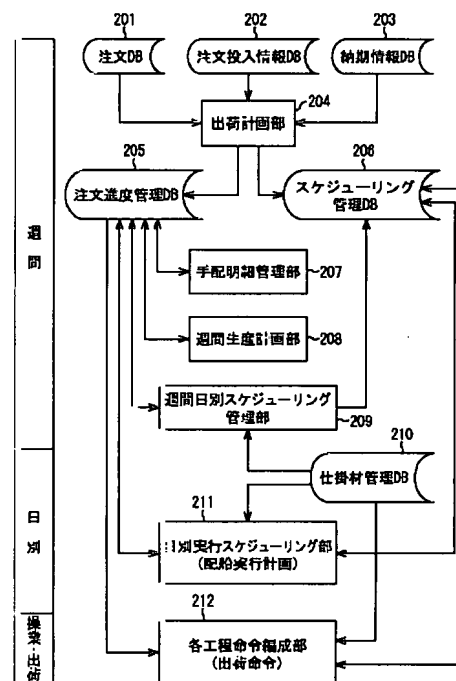 201
202
203
注文DB
注文投入情報DB
納期情報DB
204
出荷計画部
205
206
注文進度管理DB
スケジューリング
管理DB
週間
手配明細管理部
207
週間生産計画部
208
週間日別スケジューリング
管理部
209
210
仕掛材管理DB
日別
211
日別実行スケジューリング部
(配船実行計画)
212
操業・出荷
各工程命令編成部
(出荷命令)